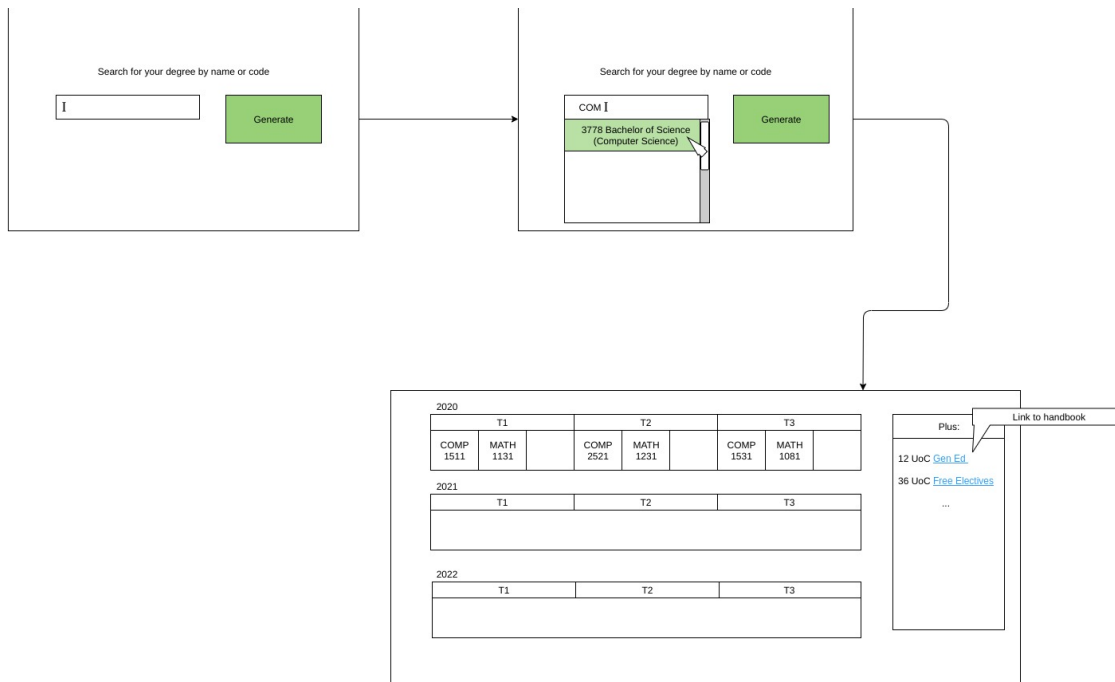 Search for your degree by name or code
Generate
Search for your degree by name or code
COM
Generate
3778 Bachelor of Science
(Computer Science)
2020
T1 T2 T3
COMP MATH COMP MATH COMP MATH
1511 1131 2521 1231 1531 1081
2021
T1 T2 T3
2022
T1 T2 T3
Link to handbook
Plus:
12 UoC Gen Ed
36 UoC Free Electives
...